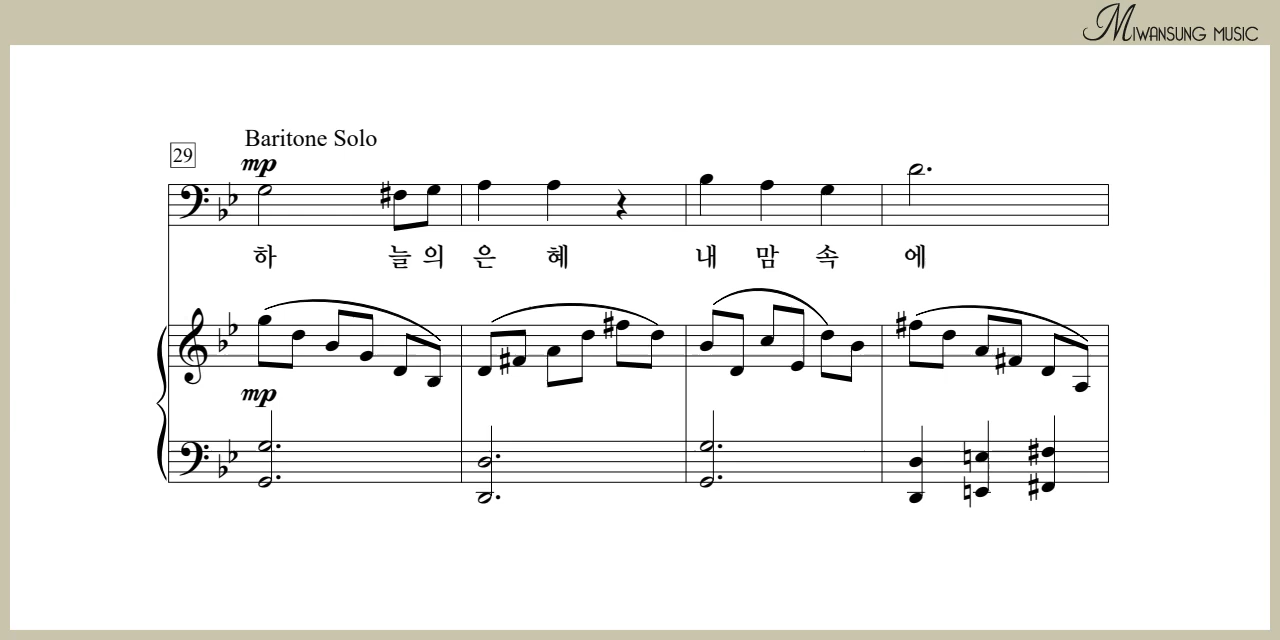 MIWANSUNG MUSIC
Baritone Solo
29
mp
하 늘 의 은 혜 내 맘 속 에
mp